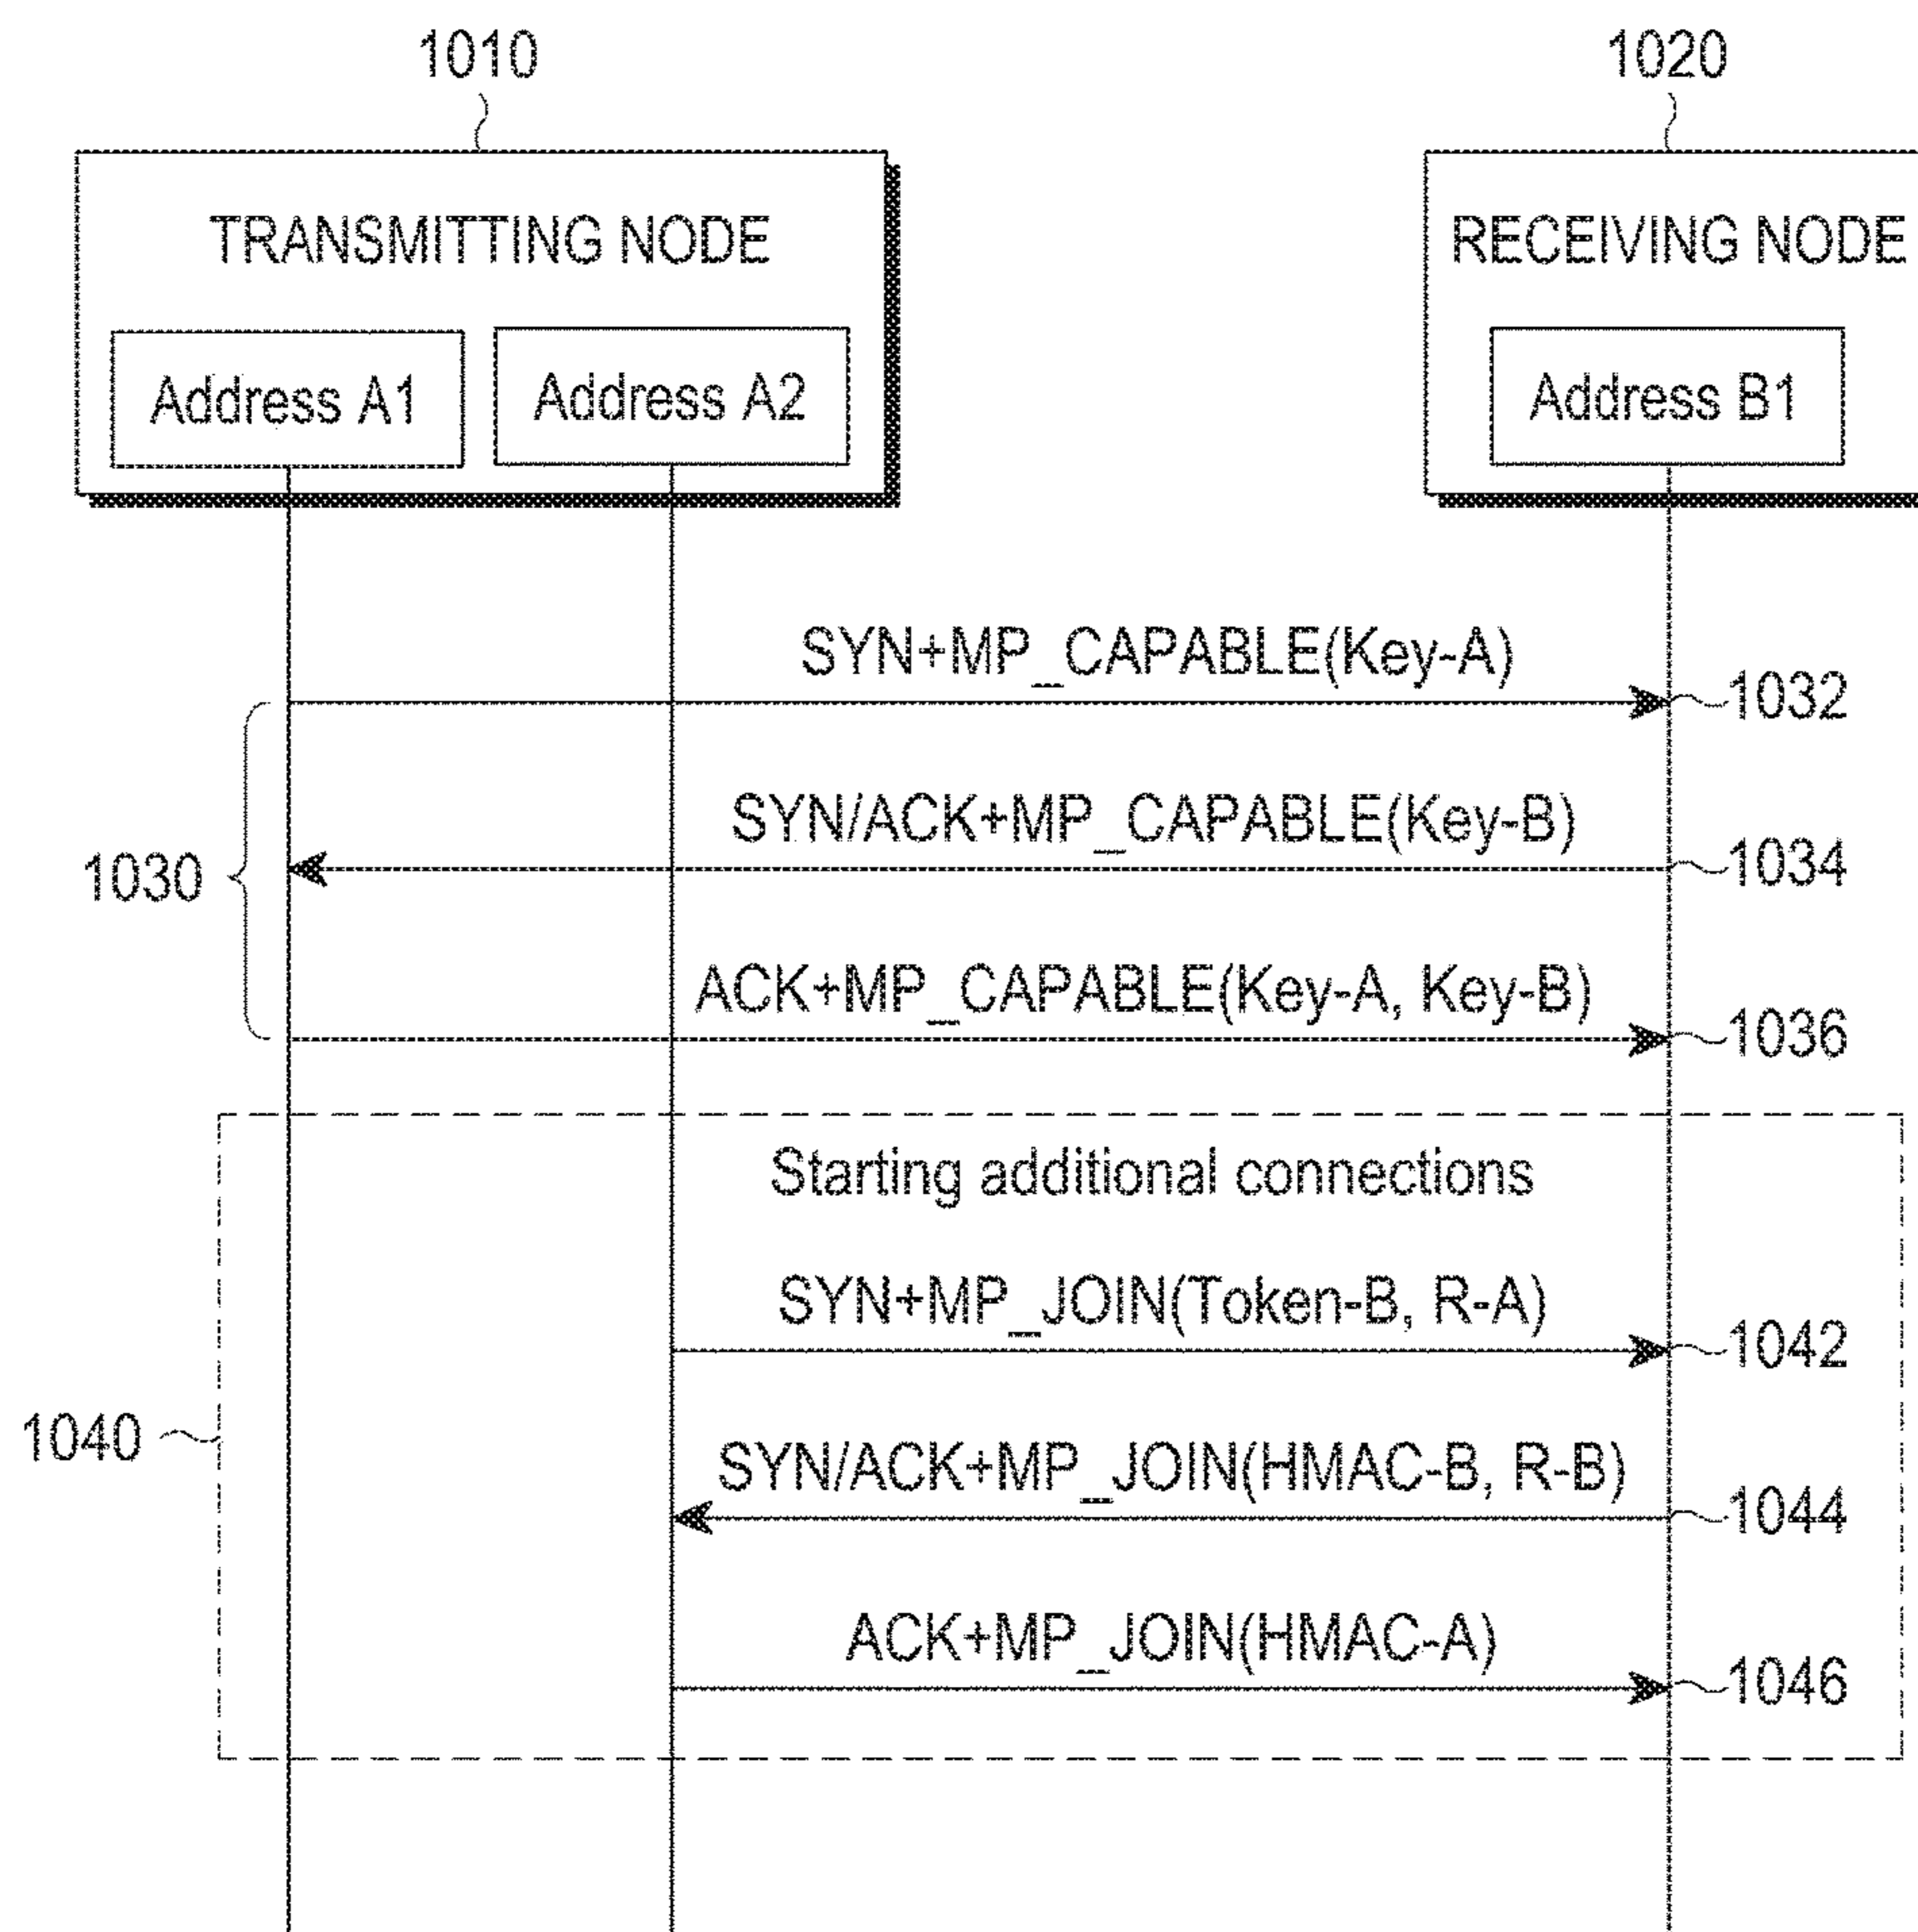 1010
1020
TRANSMITTING NODE
RECEIVING NODE
Address A1
Address A2
Address B1
SYN+MP_CAPABLE(Key-A)
1032
SYN/ACK+MP_CAPABLE(Key-B)
1034
1030
ACK+MP_CAPABLE(Key-A, Key-B)
1036
Starting additional connections
SYN+MP_JOIN(Token-B, R-A)
1042
1040
SYN/ACK+MP_JOIN(HMAC-B, R-B)
1044
ACK+MP_JOIN(HMAC-A)
1046